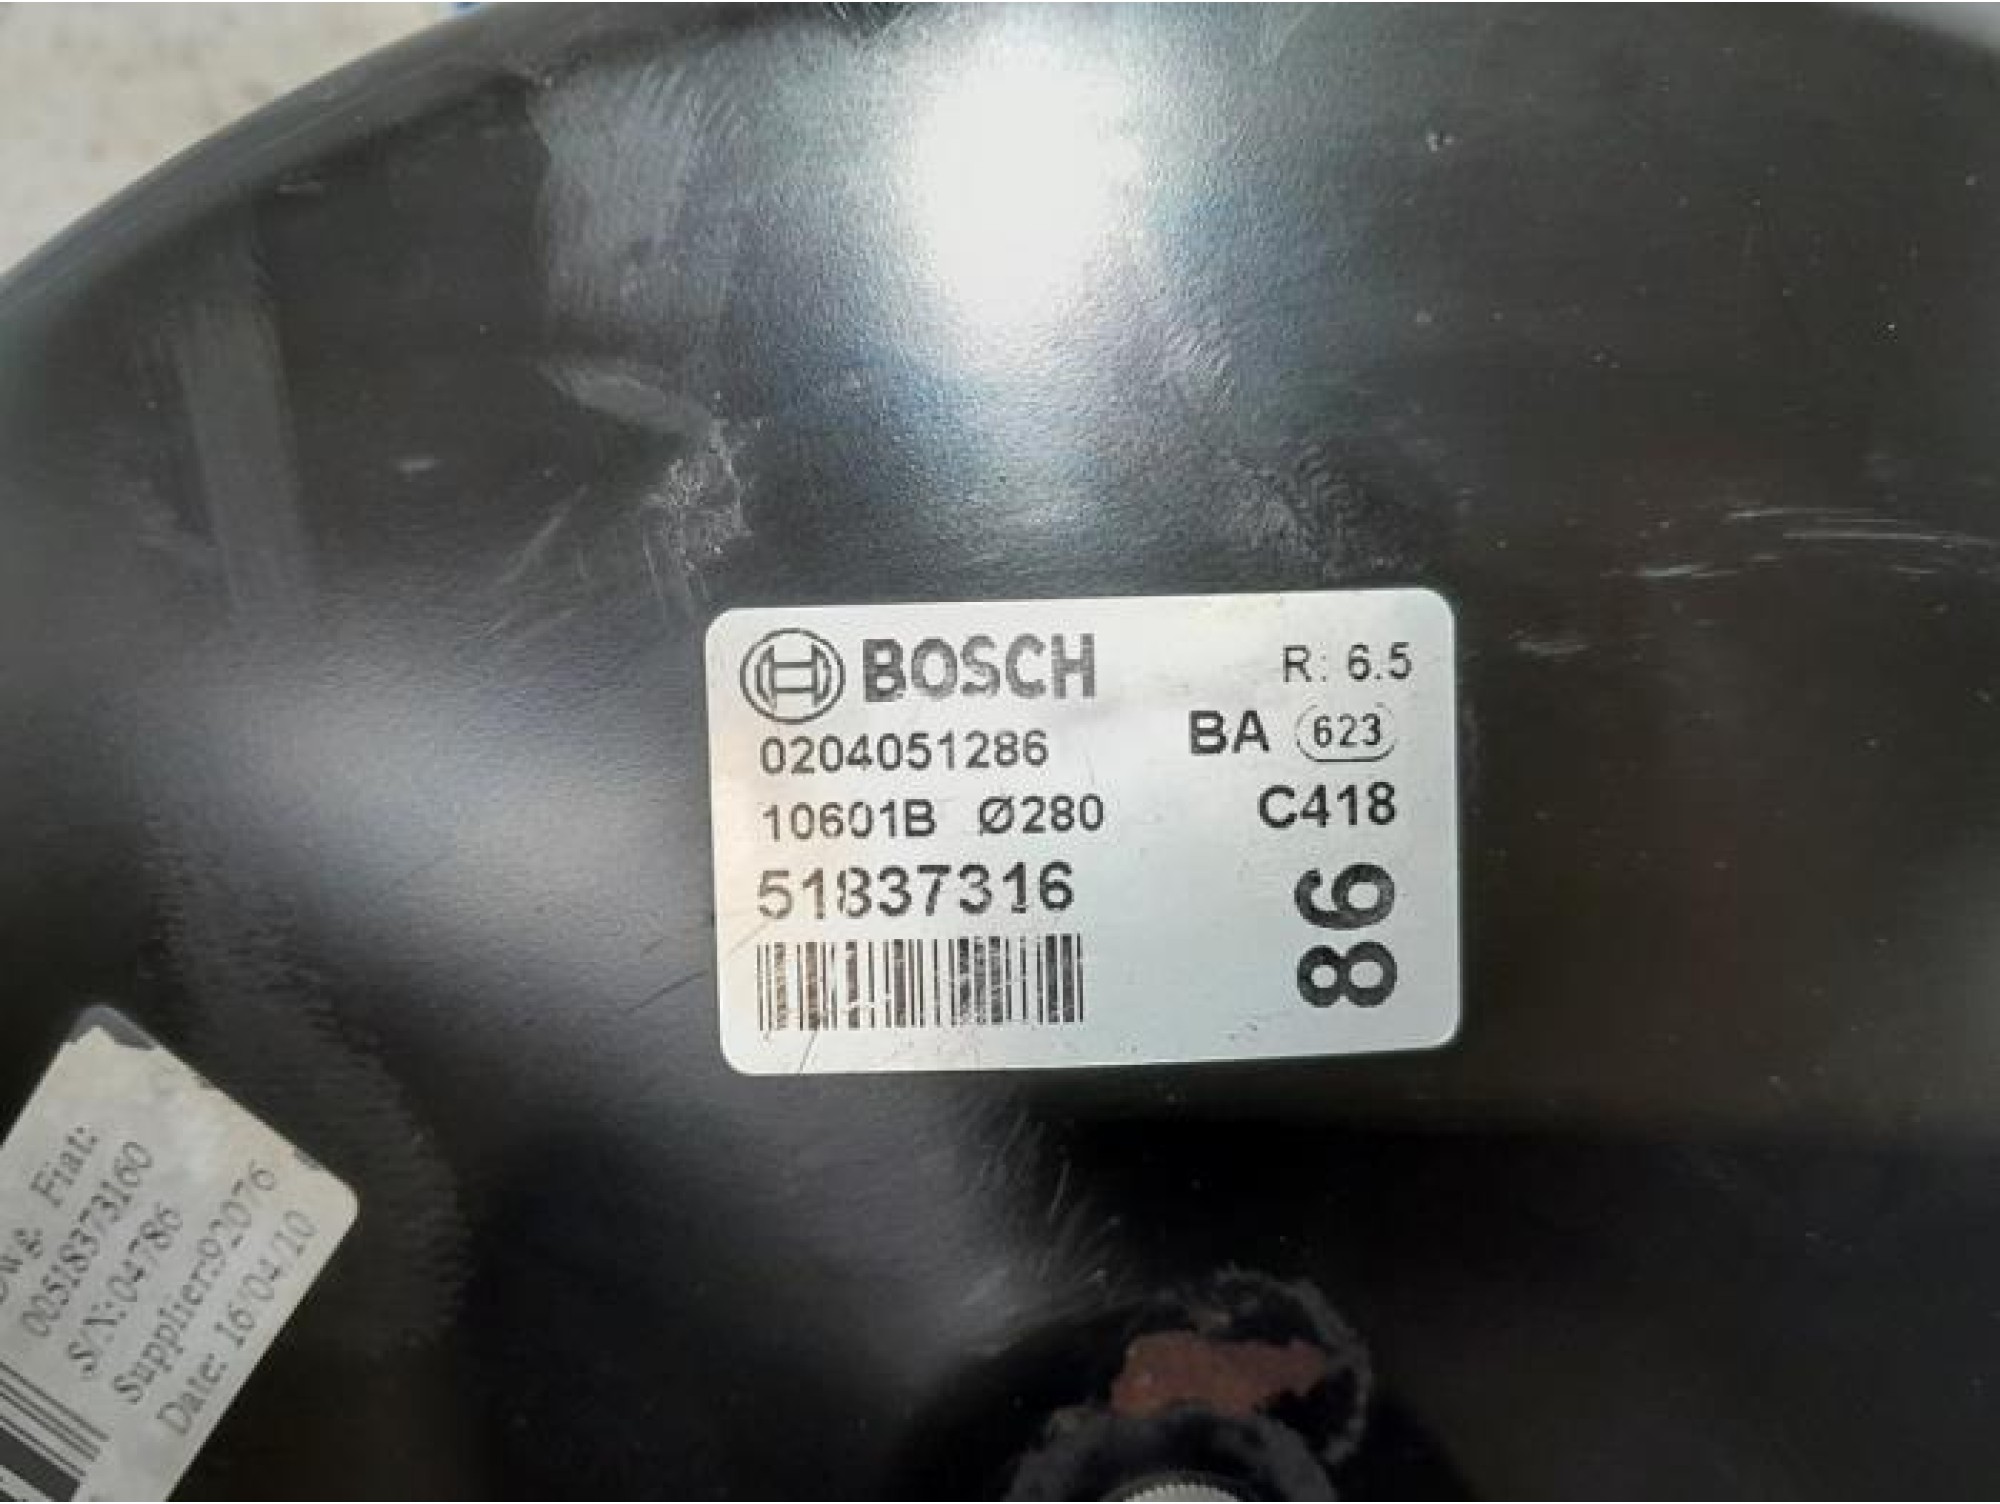 BOSCH R: 6.5
0204051286 BA 623
10601B Ø280 C418
51837316
86
Dwg. Fiat:
00518373160
S/N:04786
Supplier:92076
Date: 16/04/10